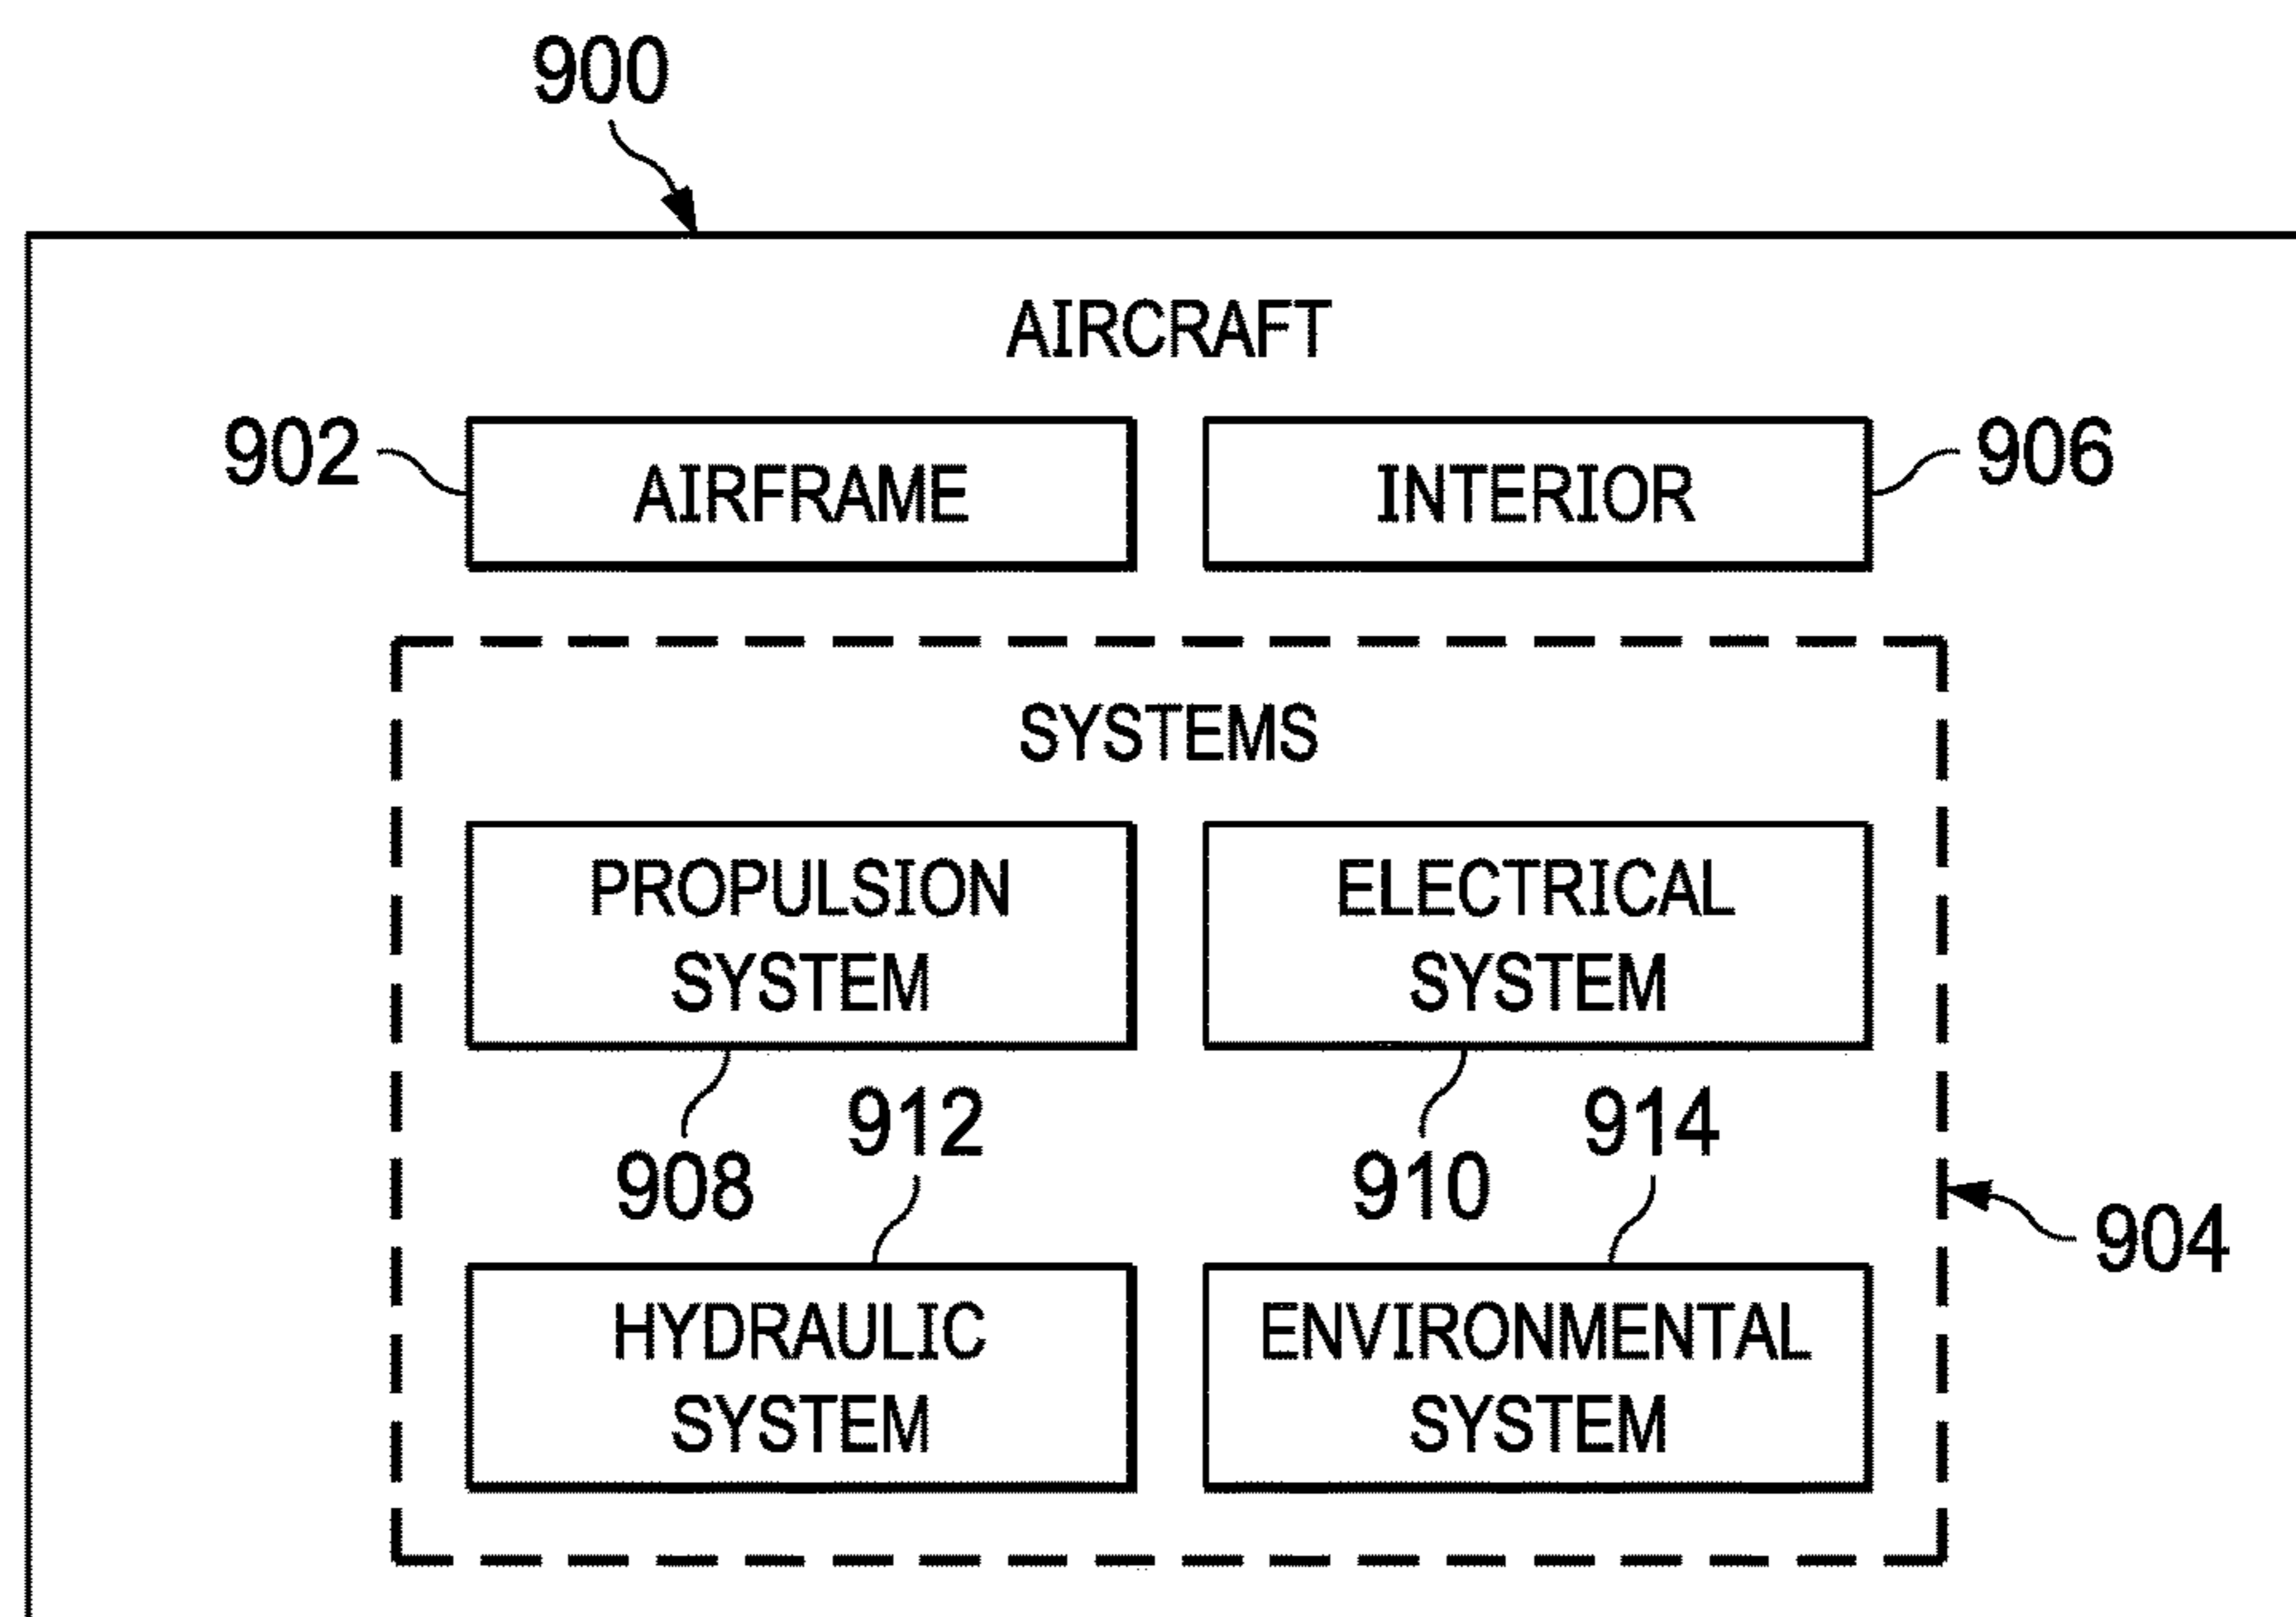 900
AIRCRAFT
902
AIRFRAME
INTERIOR
906
SYSTEMS
PROPULSION
SYSTEM
ELECTRICAL
SYSTEM
908
912
910
914
904
HYDRAULIC
SYSTEM
ENVIRONMENTAL
SYSTEM